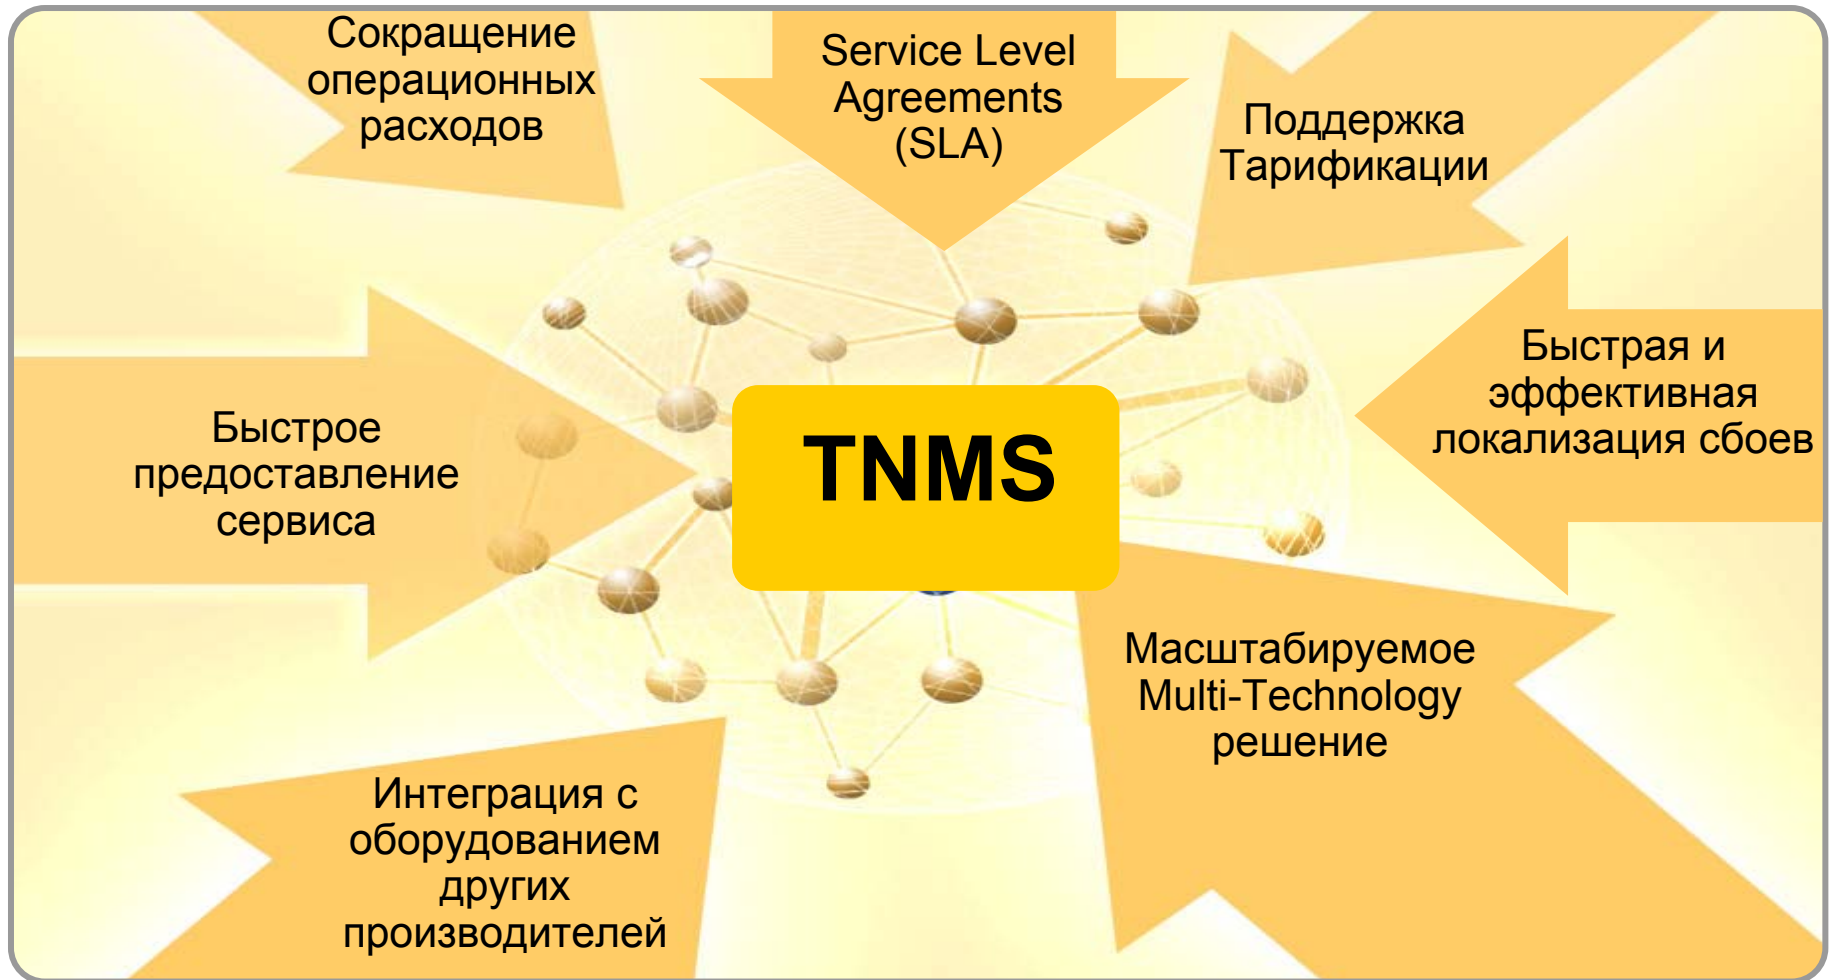 Сокращение
операционных
расходов
Service Level
Agreements
(SLA)
Поддержка
Тарификации
Быстрое
предоставление
сервиса
TNMS
Быстрая и
эффективная
локализация сбоев
Интеграция с
оборудованием
других
производителей
Масштабируемое
Multi-Technology
решение